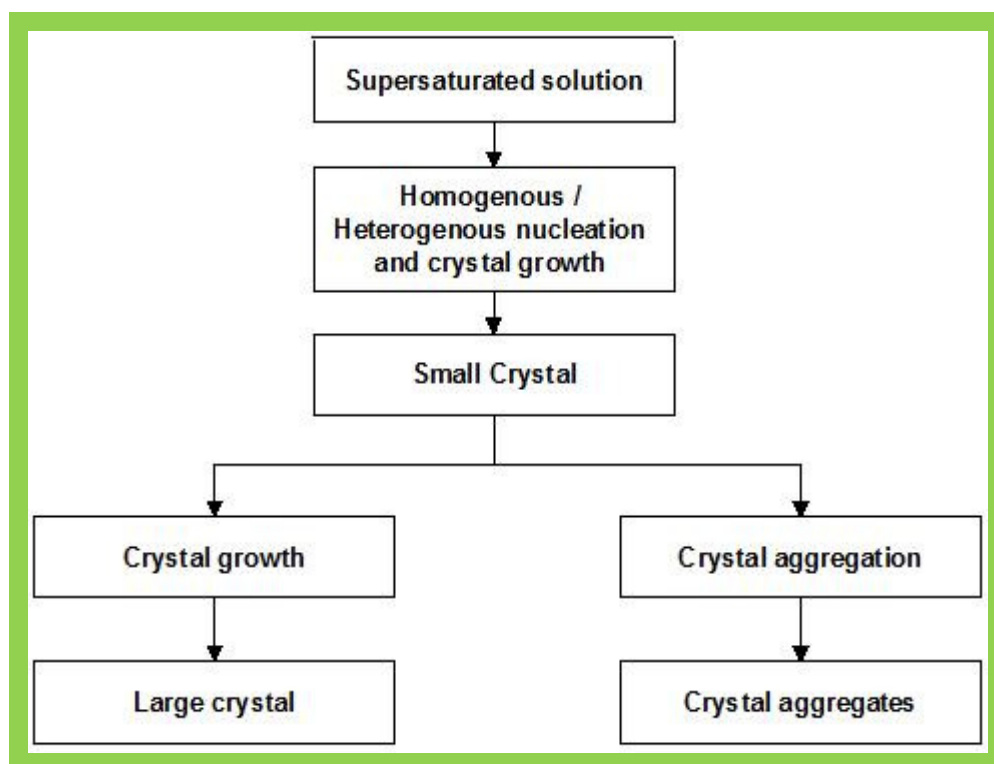 Supersaturated solution
Homogenous /
Heterogenous nucleation
and crystal growth
Small Crystal
Crystal growth
Crystal aggregation
Large crystal
Crystal aggregates